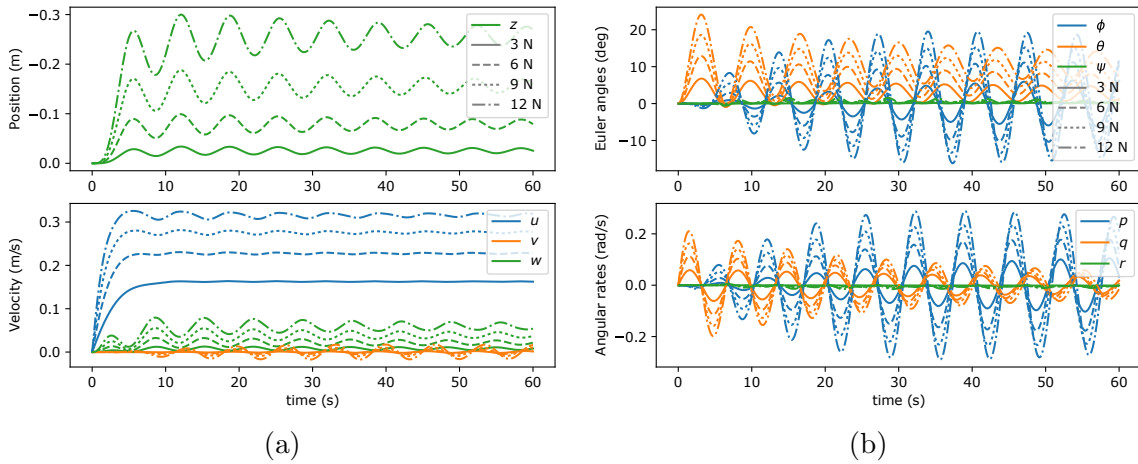 −0.3
−0.2
−0.1
0.0
Position (m)
z
3 N
6 N
9 N
12 N
0 10 20 30 40 50 60
0.3
0.2
0.1
0.0
Velocity (m/s)
u
v
w
0 10 20 30 40 50 60
time (s)
(a)
20
10
0
−10
Euler angles (deg)
ϕ
θ
ψ
3 N
6 N
9 N
12 N
0 10 20 30 40 50 60
0.2
0.0
−0.2
Angular rates (rad/s)
p
q
r
0 10 20 30 40 50 60
time (s)
(b)